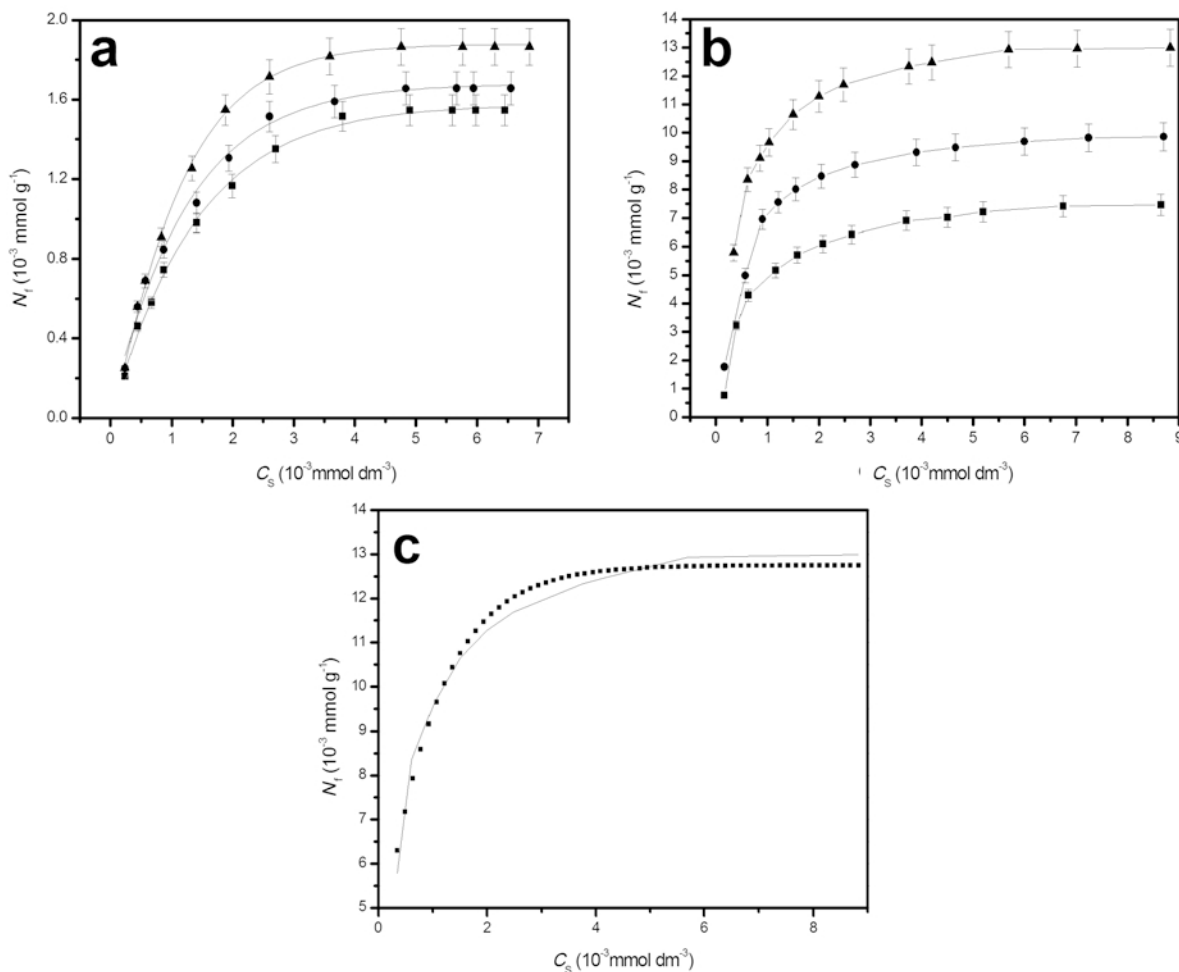 a
2.0
1.6
1.2
0.8
0.4
0.0
N_f (10^-3 mmol g^-1)
0 1 2 3 4 5 6 7
C_s (10^-3 mmol dm^-3)
b
14
13
12
11
10
9
8
7
6
5
4
3
2
1
0
N_f (10^-3 mmol g^-1)
0 1 2 3 4 5 6 7 8 9
C_s (10^-3 mmol dm^-3)
c
14
13
12
11
10
9
8
7
6
5
N_f (10^-3 mmol g^-1)
0 2 4 6 8
C_s (10^-3 mmol dm^-3)